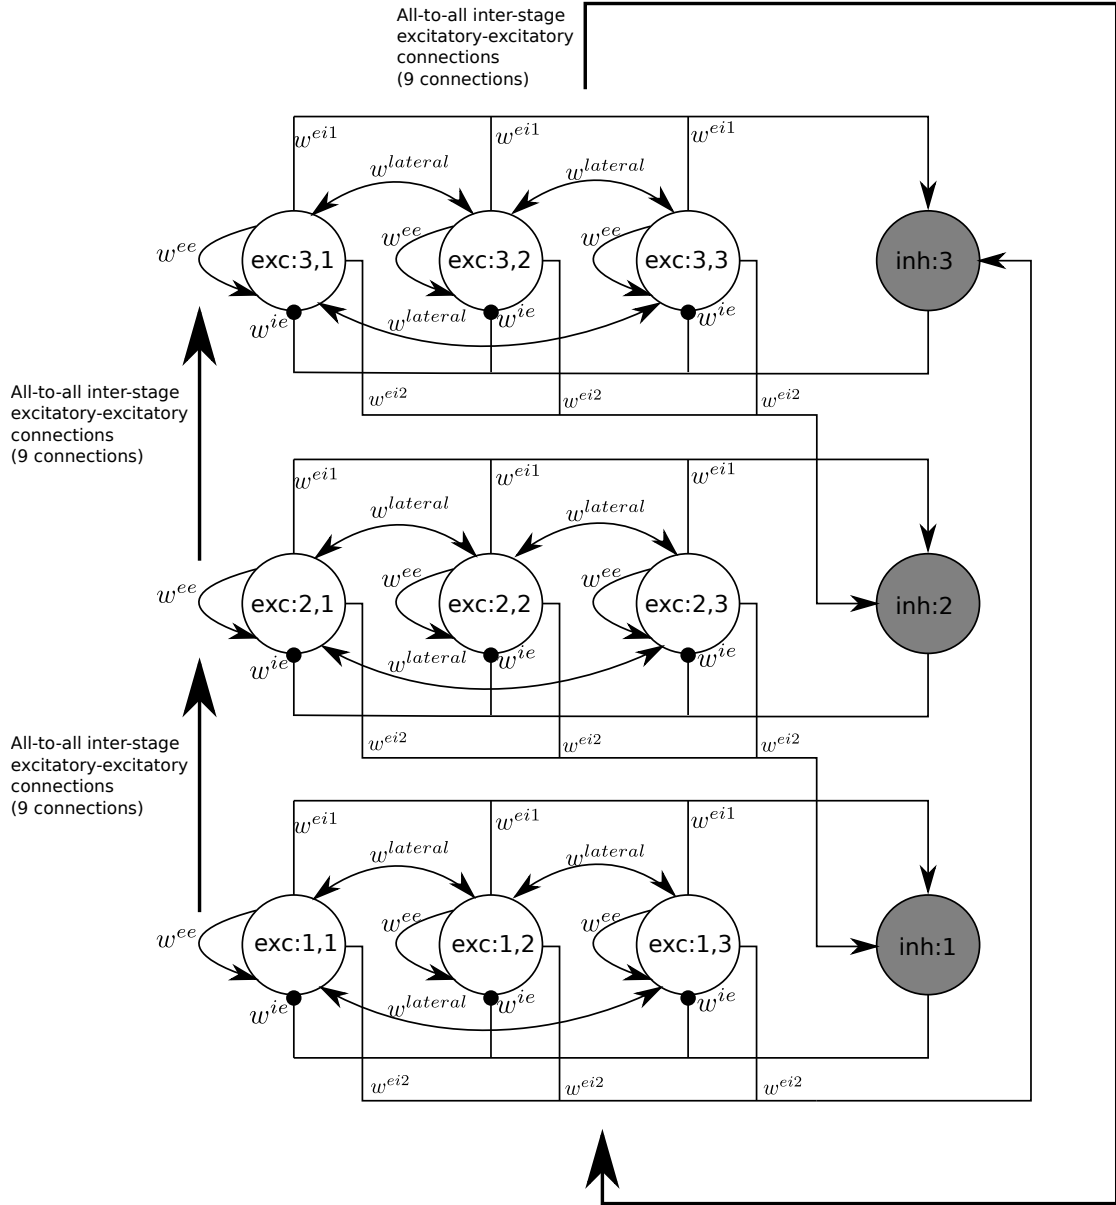 All-to-all inter-stage
excitatory-excitatory
connections
(9 connections)
w^{ei1} w^{ei1} w^{ei1}
w^{lateral} w^{lateral}
w^{ee} w^{ee} w^{ee}
exc:3,1 exc:3,2 exc:3,3 inh:3
w^{ie} w^{lateral} w^{ie} w^{ie}
w^{ei2} w^{ei2} w^{ei2}
All-to-all inter-stage
excitatory-excitatory
connections
(9 connections)
w^{ei1} w^{ei1} w^{ei1}
w^{lateral} w^{lateral}
w^{ee} w^{ee} w^{ee}
exc:2,1 exc:2,2 exc:2,3 inh:2
w^{ie} w^{lateral} w^{ie} w^{ie}
w^{ei2} w^{ei2} w^{ei2}
All-to-all inter-stage
excitatory-excitatory
connections
(9 connections)
w^{ei1} w^{ei1} w^{ei1}
w^{lateral} w^{lateral}
w^{ee} w^{ee} w^{ee}
exc:1,1 exc:1,2 exc:1,3 inh:1
w^{ie} w^{lateral} w^{ie} w^{ie}
w^{ei2} w^{ei2} w^{ei2}